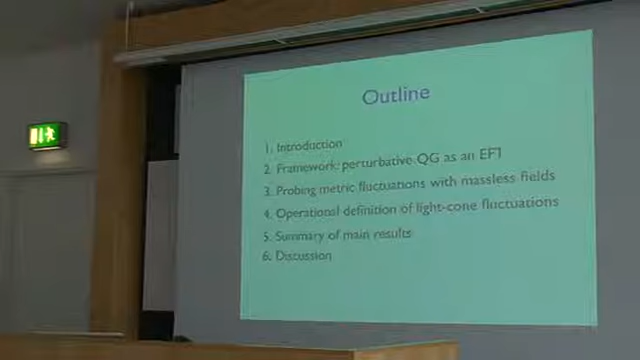 Outline
1. Introduction
2. Framework: perturbative QG as an EFT
3. Probing metric fluctuations with massless fields
4. Operational definition of light-cone fluctuations
5. Summary of main results
6. Discussion